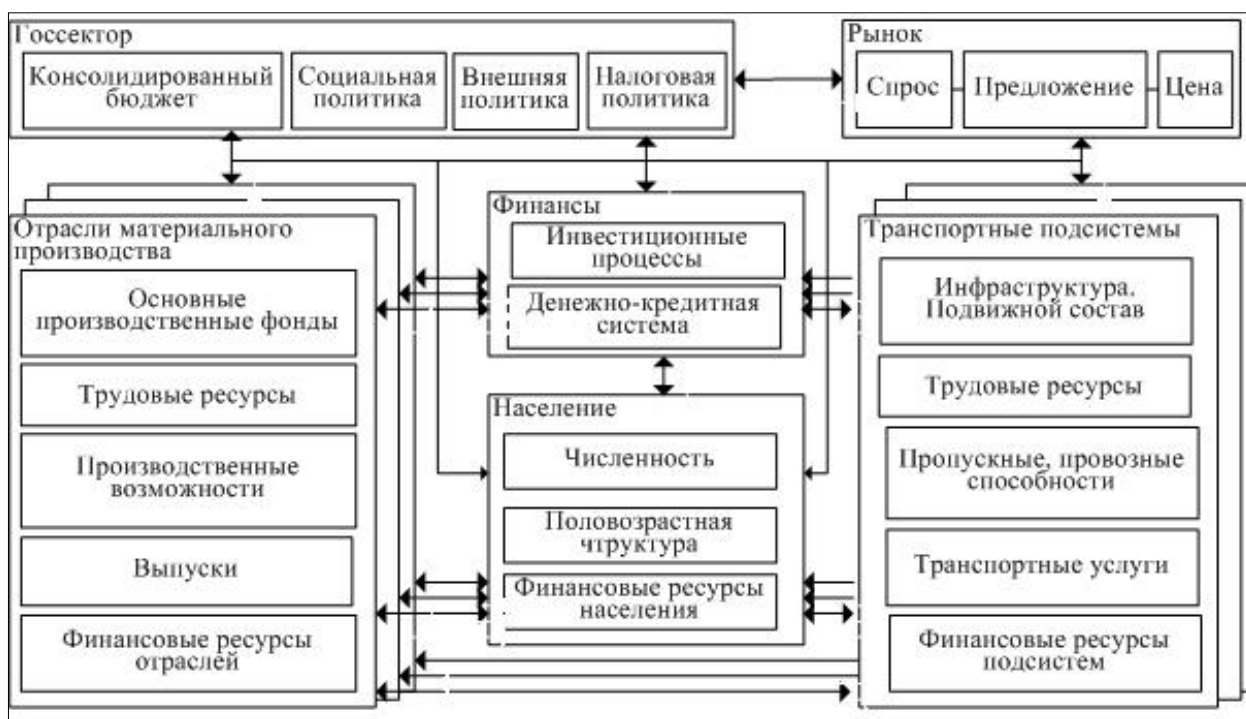 Госсектор
Консолидированный
бюджет
Социальная
политика
Внешняя
политика
Налоговая
политика
Рынок
Спрос
Предложение
Цена
Отрасли материального
производства
Основные
производственные фонды
Трудовые ресурсы
Производственные
возможности
Выпуски
Финансовые ресурсы
отраслей
Финансы
Инвестиционные
процессы
Денежно-кредитная
система
Население
Численность
Половозрастная
чтруктура
Финансовые ресурсы
населения
Транспортные подсистемы
Инфраструктура.
Подвижной состав
Трудовые ресурсы
Пропускные, провозные
способности
Транспортные услуги
Финансовые ресурсы
подсистем